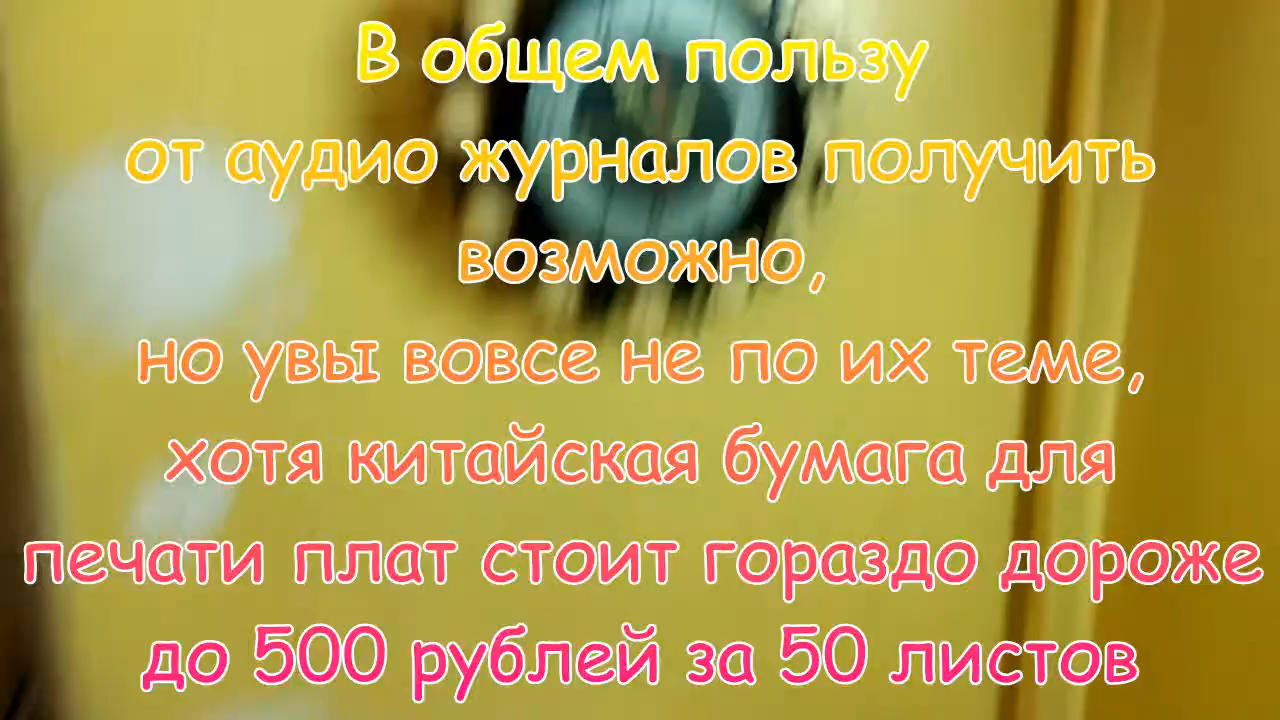 В общем пользу
от аудио журналов получить
возможно,
но увы вовсе не по их теме,
хотя китайская бумага для
печати плат стоит гораздо дороже
до 500 рублей за 50 листов